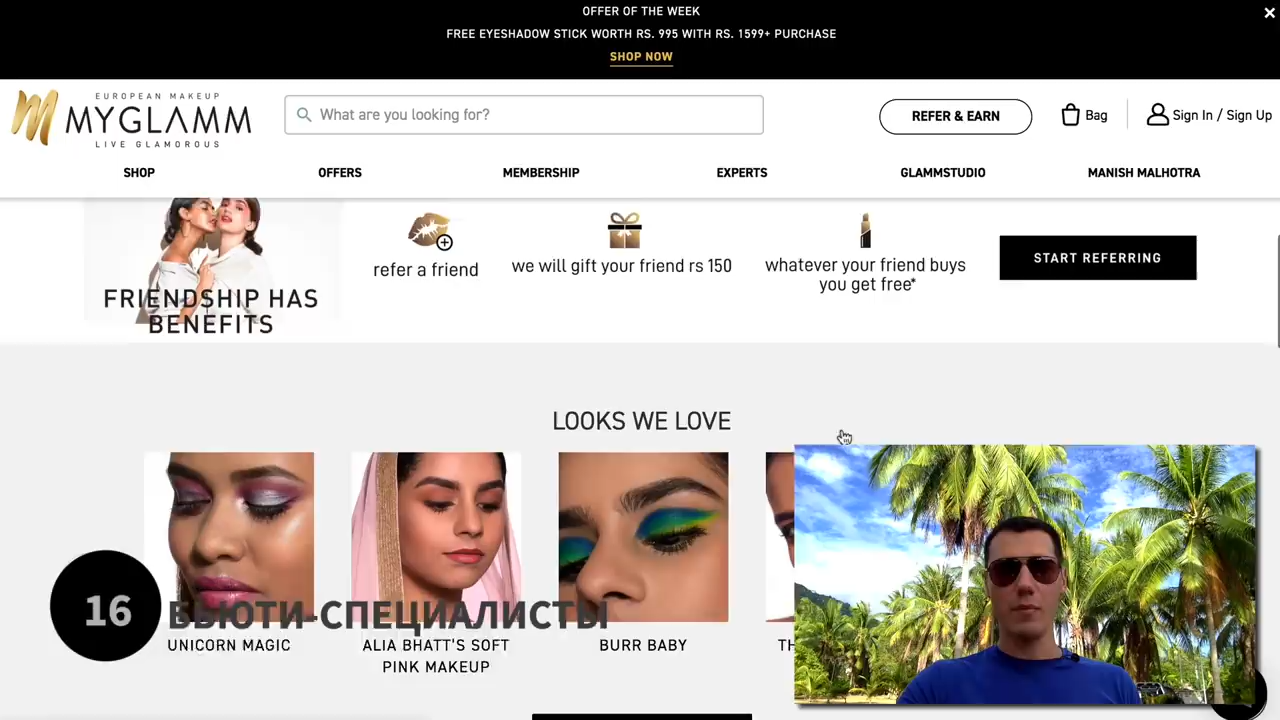 OFFER OF THE WEEK
FREE EYESHADOW STICK WORTH RS. 995 WITH RS. 1599+ PURCHASE
SHOP NOW
EUROPEAN MAKEUP
MYGLAMM
LIVE GLAMOROUS
What are you looking for?
REFER & EARN
Bag
Sign In / Sign Up
SHOP
OFFERS
MEMBERSHIP
EXPERTS
GLAMMSTUDIO
MANISH MALHOTRA
FRIENDSHIP HAS
BENEFITS
refer a friend
we will gift your friend rs 150
whatever your friend buys
you get free*
START REFERRING
LOOKS WE LOVE
16
БЬЮТИ-СПЕЦИАЛИСТЫ
UNICORN MAGIC
ALIA BHATT'S SOFT
PINK MAKEUP
BURR BABY
TH